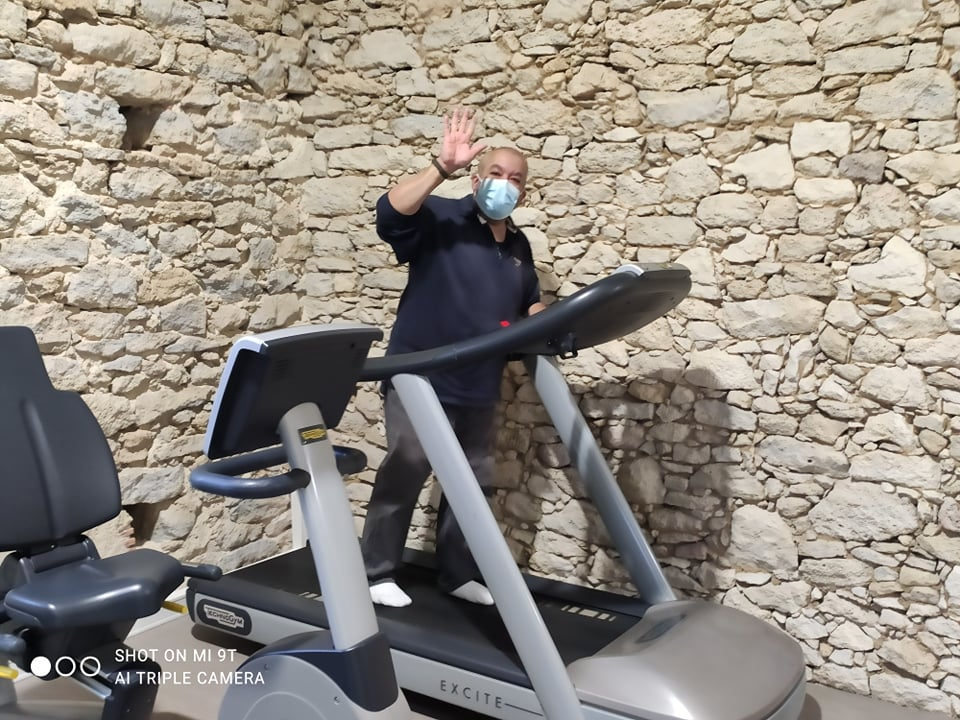 TECHNOGYM
EXCITE
SHOT ON MI 9T
AI TRIPLE CAMERA